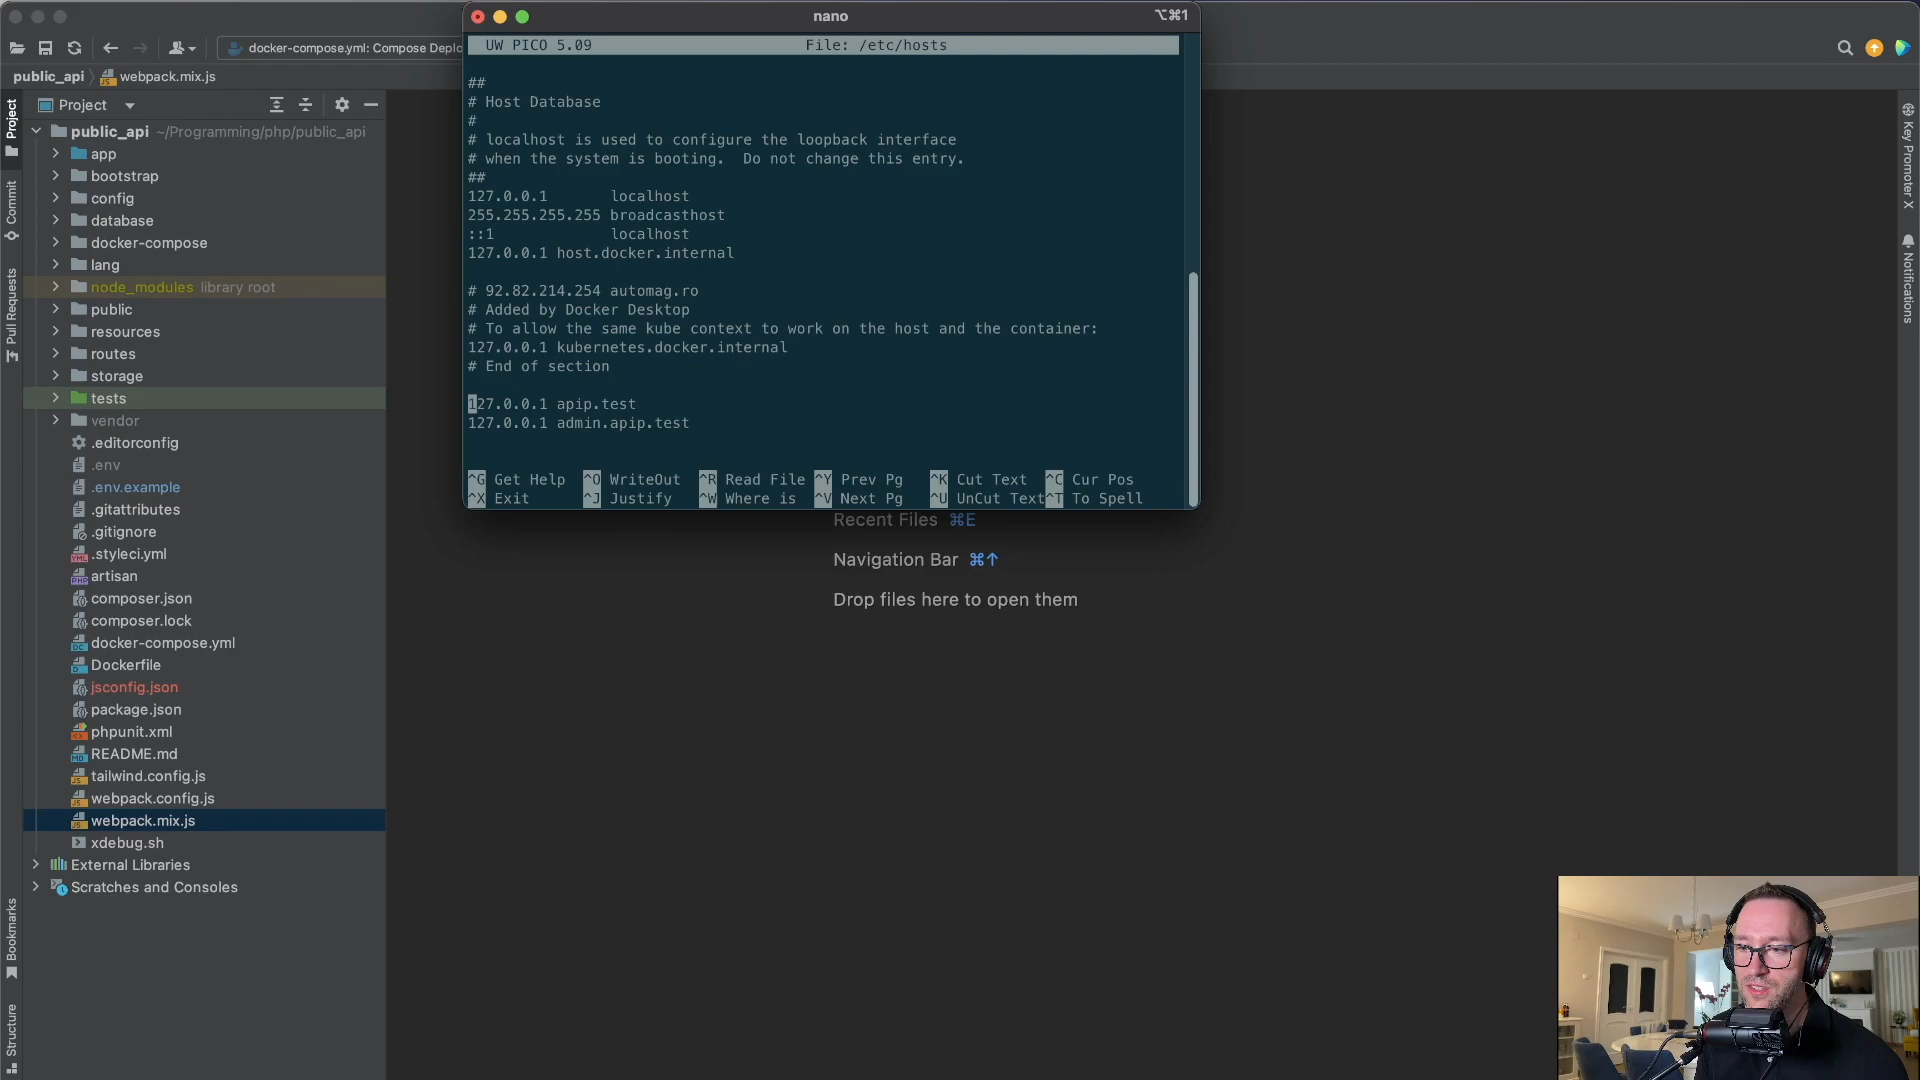 nano
⌥⌘1
docker-compose.yml: Compose Deplo
public_api
webpack.mix.js
UW PICO 5.09 File: /etc/hosts
##
# Host Database
#
# localhost is used to configure the loopback interface
# when the system is booting.  Do not change this entry.
##
127.0.0.1 localhost
255.255.255.255 broadcasthost
::1 localhost
127.0.0.1 host.docker.internal
# 92.82.214.254 automag.ro
# Added by Docker Desktop
# To allow the same kube context to work on the host and the container:
127.0.0.1 kubernetes.docker.internal
# End of section
127.0.0.1 apip.test
127.0.0.1 admin.apip.test
^G Get Help ^O WriteOut ^R Read File ^Y Prev Pg ^K Cut Text ^C Cur Pos
^X Exit ^J Justify ^W Where is ^V Next Pg ^U UnCut Text ^T To Spell
Recent Files ⌘E
Navigation Bar ⌘↑
Drop files here to open them
Project
public_api ~/Programming/php/public_api
app
bootstrap
config
database
docker-compose
lang
node_modules library root
public
resources
routes
storage
tests
vendor
.editorconfig
.env
.env.example
.gitattributes
.gitignore
.styleci.yml
artisan
composer.json
composer.lock
docker-compose.yml
Dockerfile
jsconfig.json
package.json
phpunit.xml
README.md
tailwind.config.js
webpack.config.js
webpack.mix.js
xdebug.sh
External Libraries
Scratches and Consoles
Project
Commit
Pull Requests
Bookmarks
Structure
Key Promoter X
Notifications